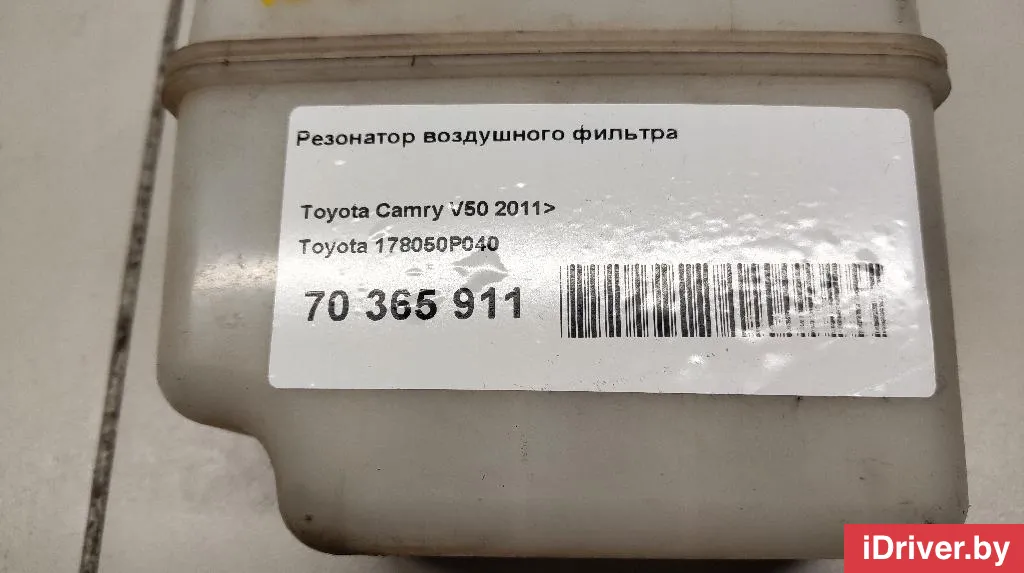 Резонатор воздушного фильтра
Toyota Camry V50 2011>
Toyota 178050P040
70 365 911
iDriver.by